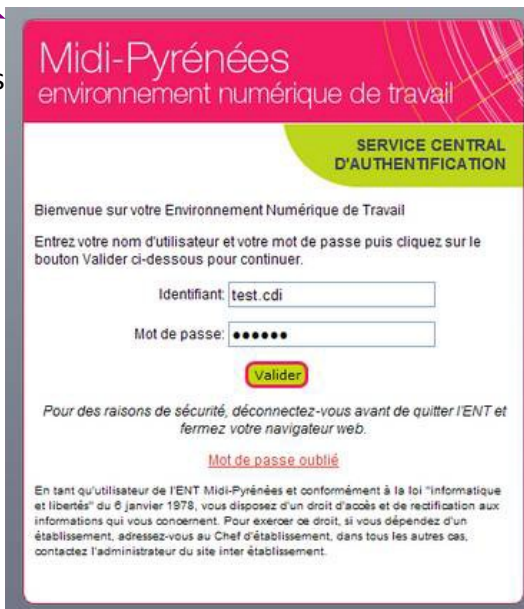 s
Midi-Pyrénées
environnement numérique de travail
SERVICE CENTRAL
D'AUTHENTIFICATION
Bienvenue sur votre Environnement Numérique de Travail
Entrez votre nom d'utilisateur et votre mot de passe puis cliquez sur le
bouton Valider ci-dessous pour continuer.
Identifiant: test.cdi
Mot de passe: ●●●●●●
Valider
Pour des raisons de sécurité, déconnectez-vous avant de quitter l'ENT et
fermez votre navigateur web.
Mot de passe oublié
En tant qu'utilisateur de l'ENT Midi-Pyrénées et conformément à la loi "informatique
et libertés" du 6 janvier 1978, vous disposez d'un droit d'accès et de rectification aux
informations qui vous concernent. Pour exercer ce droit, si vous dépendez d'un
établissement, adressez-vous au Chef d'établissement, dans tous les autres cas,
contactez l'administrateur du site inter établissement.